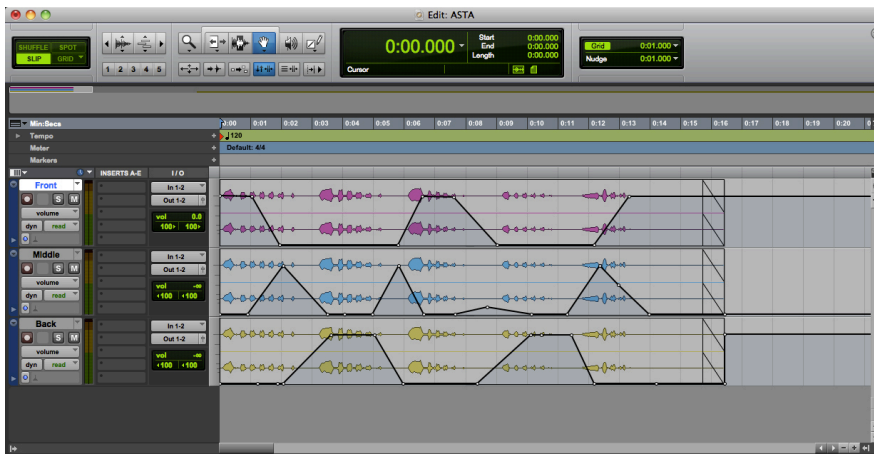 Edit: ASTA
SHUFFLE SPOT
SLIP GRID
1 2 3 4 5
0:00.000
Start 0:00.000
End 0:00.000
Length 0:00.000
Cursor
Grid 0:01.000
Nudge 0:01.000
Min:Secs 0:00 0:01 0:02 0:03 0:04 0:05 0:06 0:07 0:08 0:09 0:10 0:11 0:12 0:13 0:14 0:15 0:16 0:17 0:18 0:19 0:20
Tempo 120
Meter Default: 4/4
Markers
INSERTS A-E I / O
Front In 1-2
S M Out 1-2
volume vol 0.0
dyn read 100 100
Middle In 1-2
S M Out 1-2
volume vol -∞
dyn read 100 100
Back In 1-2
S M Out 1-2
volume vol -∞
dyn read 100 100